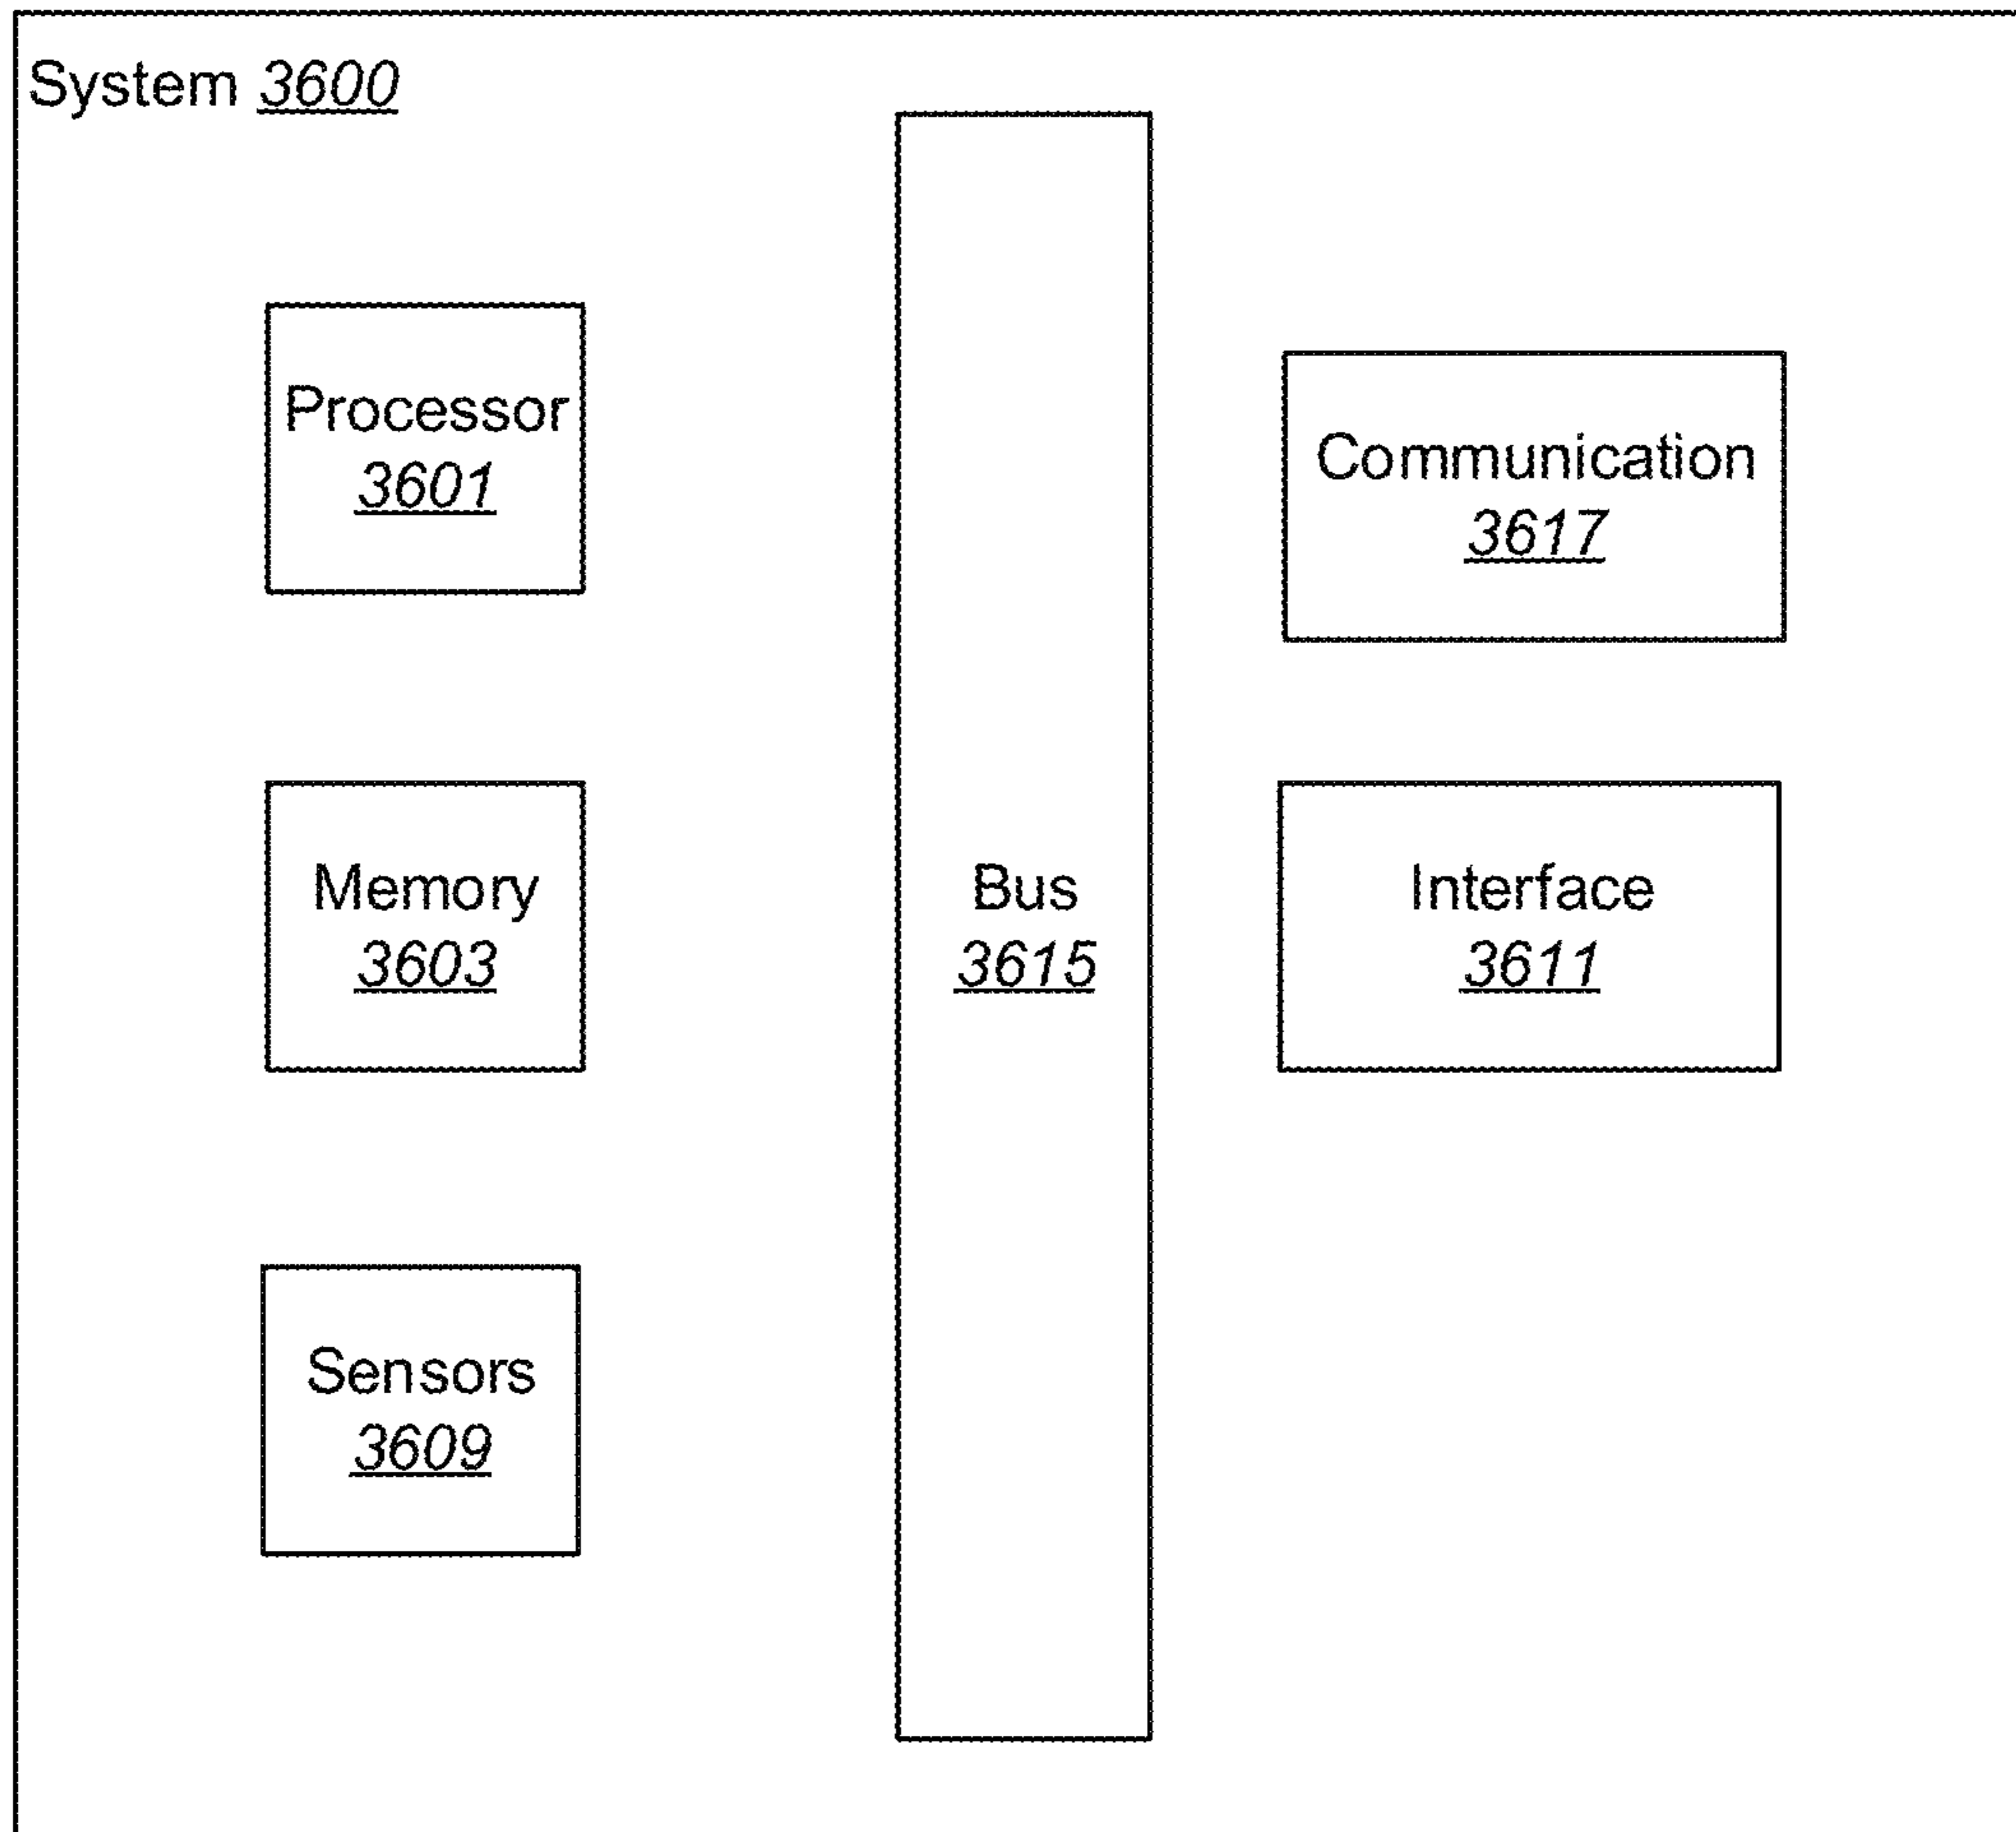 System 3600
Processor
3601
Memory
3603
Sensors
3609
Bus
3615
Communication
3617
Interface
3611